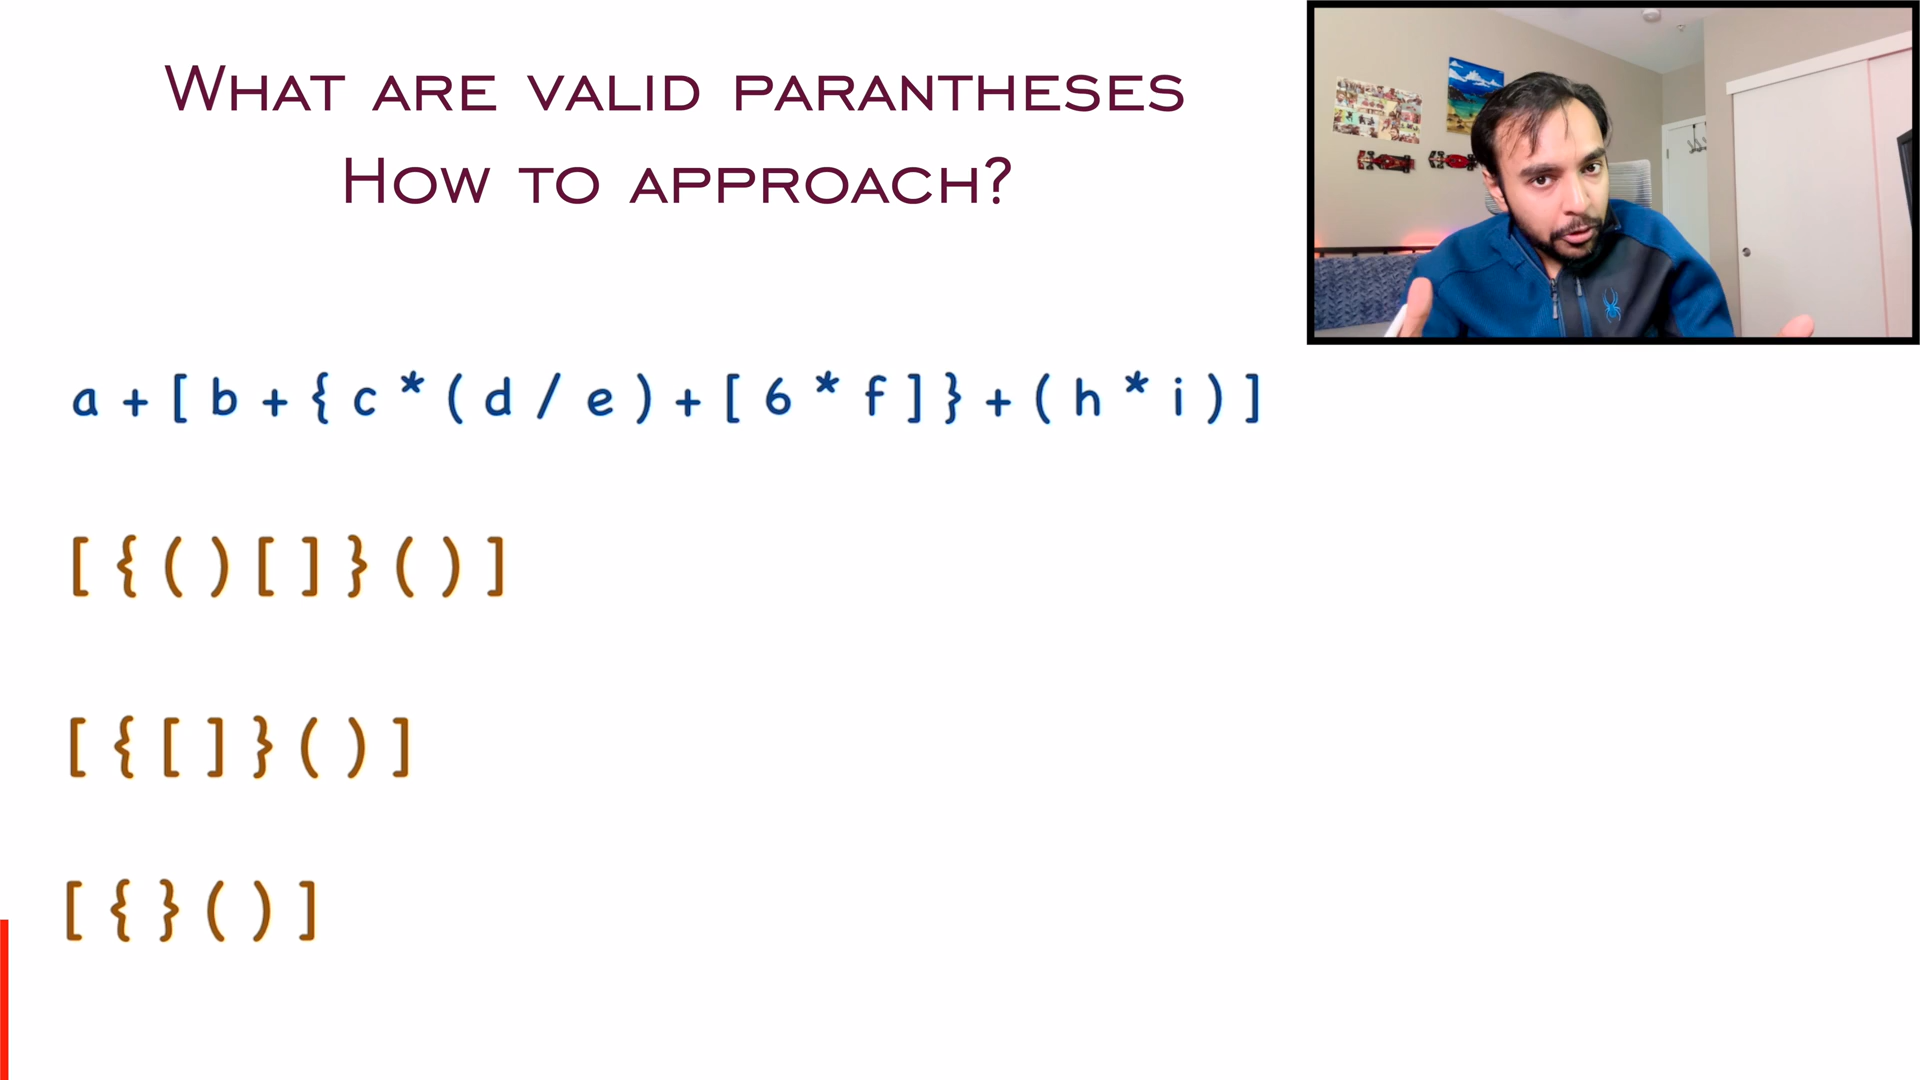 WHAT ARE VALID PARANTHESES
HOW TO APPROACH?
a + [ b + { c * ( d / e ) + [ 6 * f ] } + ( h * i ) ]
[ { ( ) [ ] } ( ) ]
[ { [ ] } ( ) ]
[ { } ( ) ]